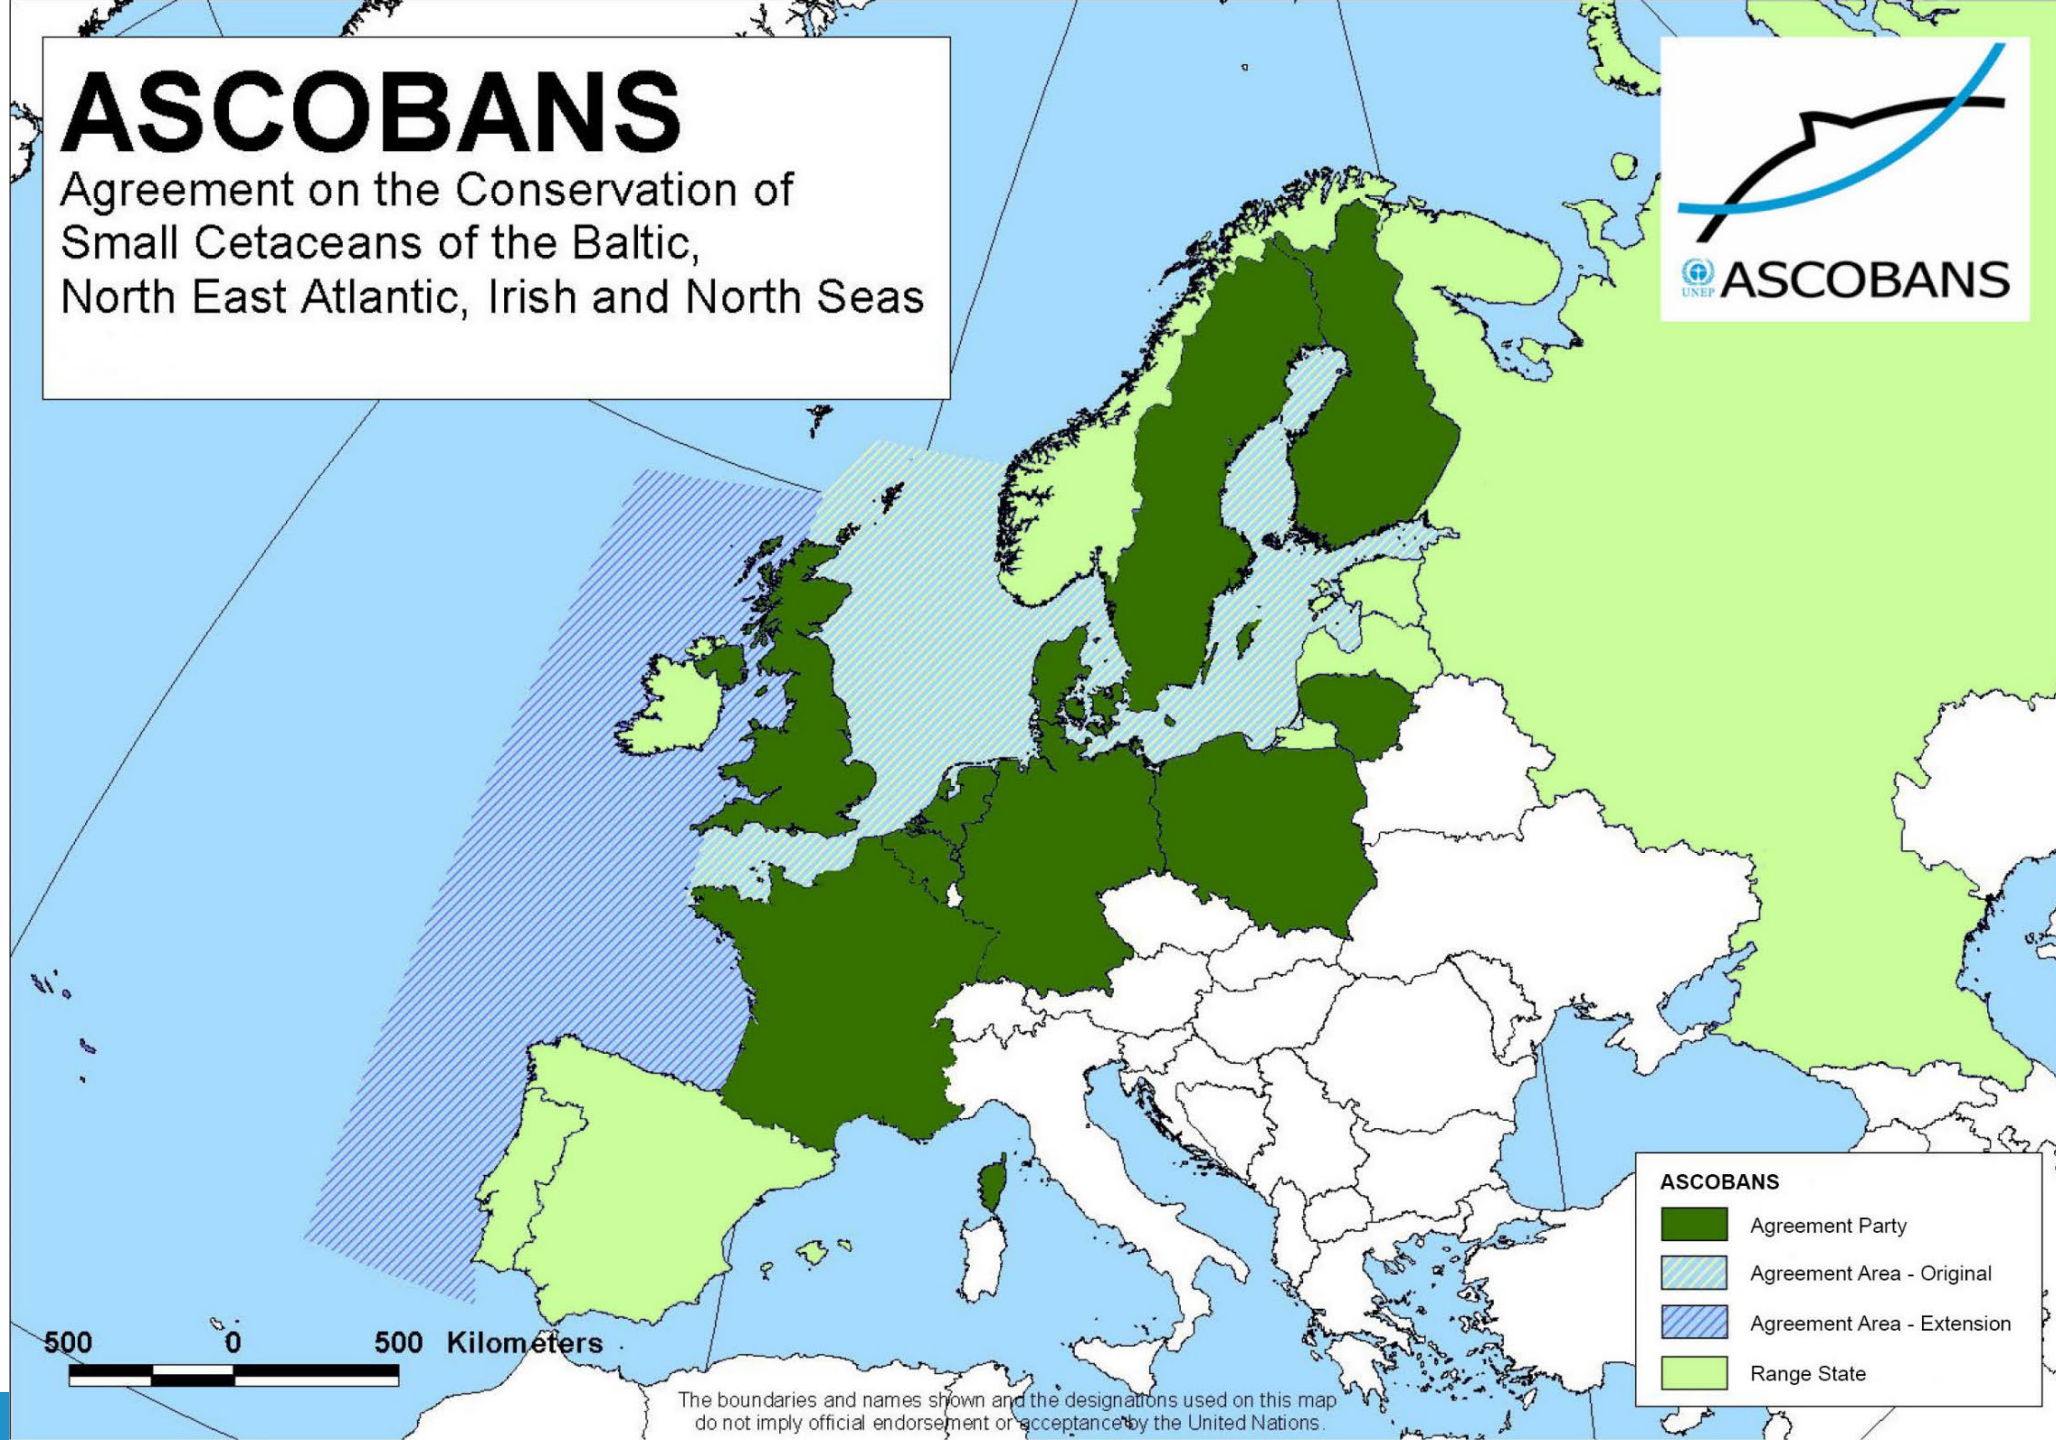 ASCOBANS
Agreement on the Conservation of
Small Cetaceans of the Baltic,
North East Atlantic, Irish and North Seas
UNEP
ASCOBANS
ASCOBANS
Agreement Party
Agreement Area - Original
Agreement Area - Extension
Range State
500 0 500 Kilometers
The boundaries and names shown and the designations used on this map
do not imply official endorsement or acceptance by the United Nations.